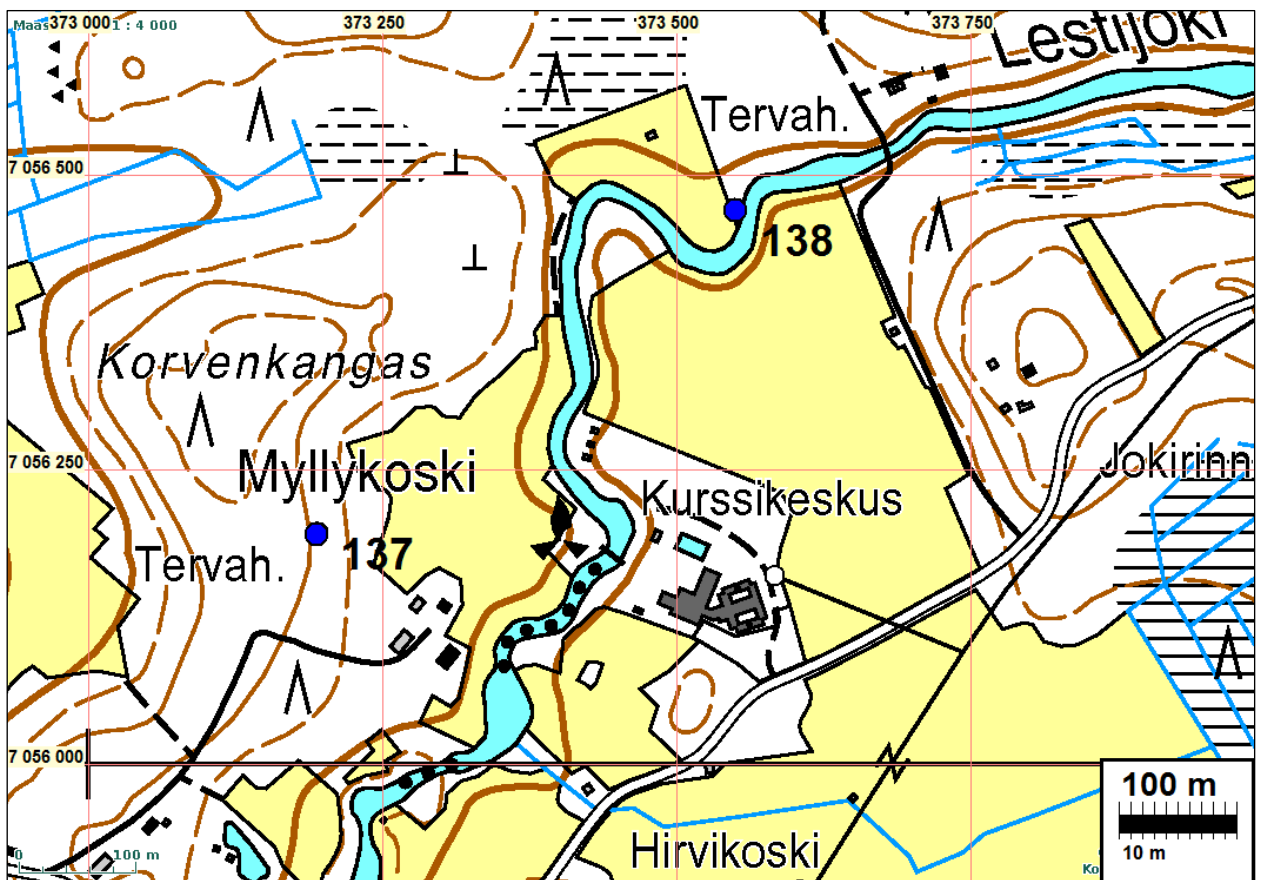 Maas
373 000
1 : 4 000
373 250
373 500
373 750
Lestijoki
Tervah.
7 056 500
138
Korvenkangas
7 056 250
Myllykoski
Kurssikeskus
Jokirinn
Tervah.
137
7 056 000
100 m
10 m
Hirvikoski
0
100 m
Ko